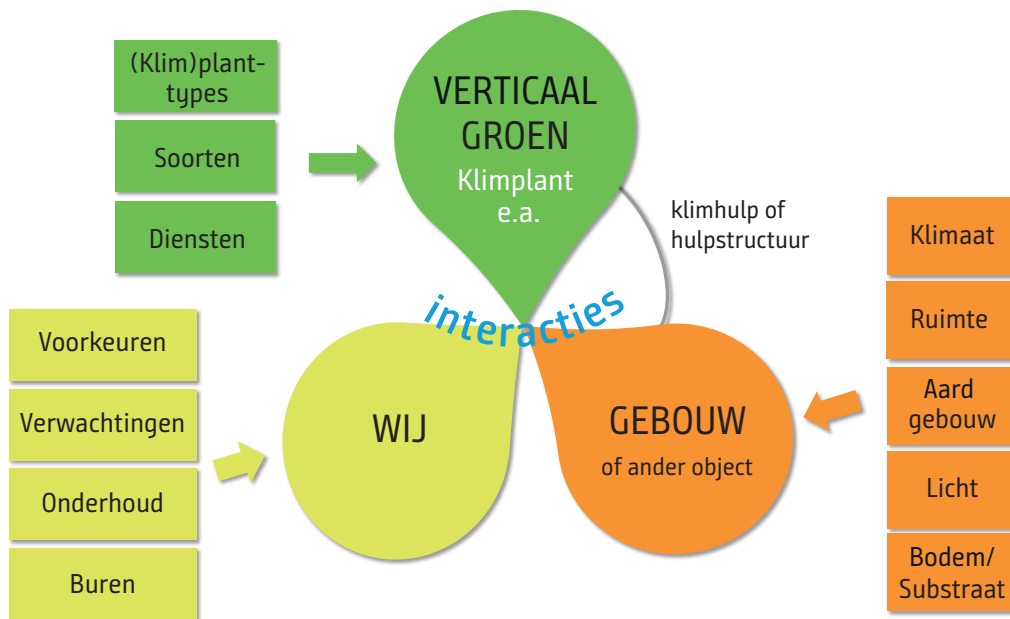 (Klim)plant-
types
Soorten
Diensten
VERTICAAL
GROEN
Klimplant
e.a.
klimhulp of
hulpstructuur
interacties
Voorkeuren
Verwachtingen
Onderhoud
Buren
WIJ
GEBOUW
of ander object
Klimaat
Ruimte
Aard
gebouw
Licht
Bodem/
Substraat